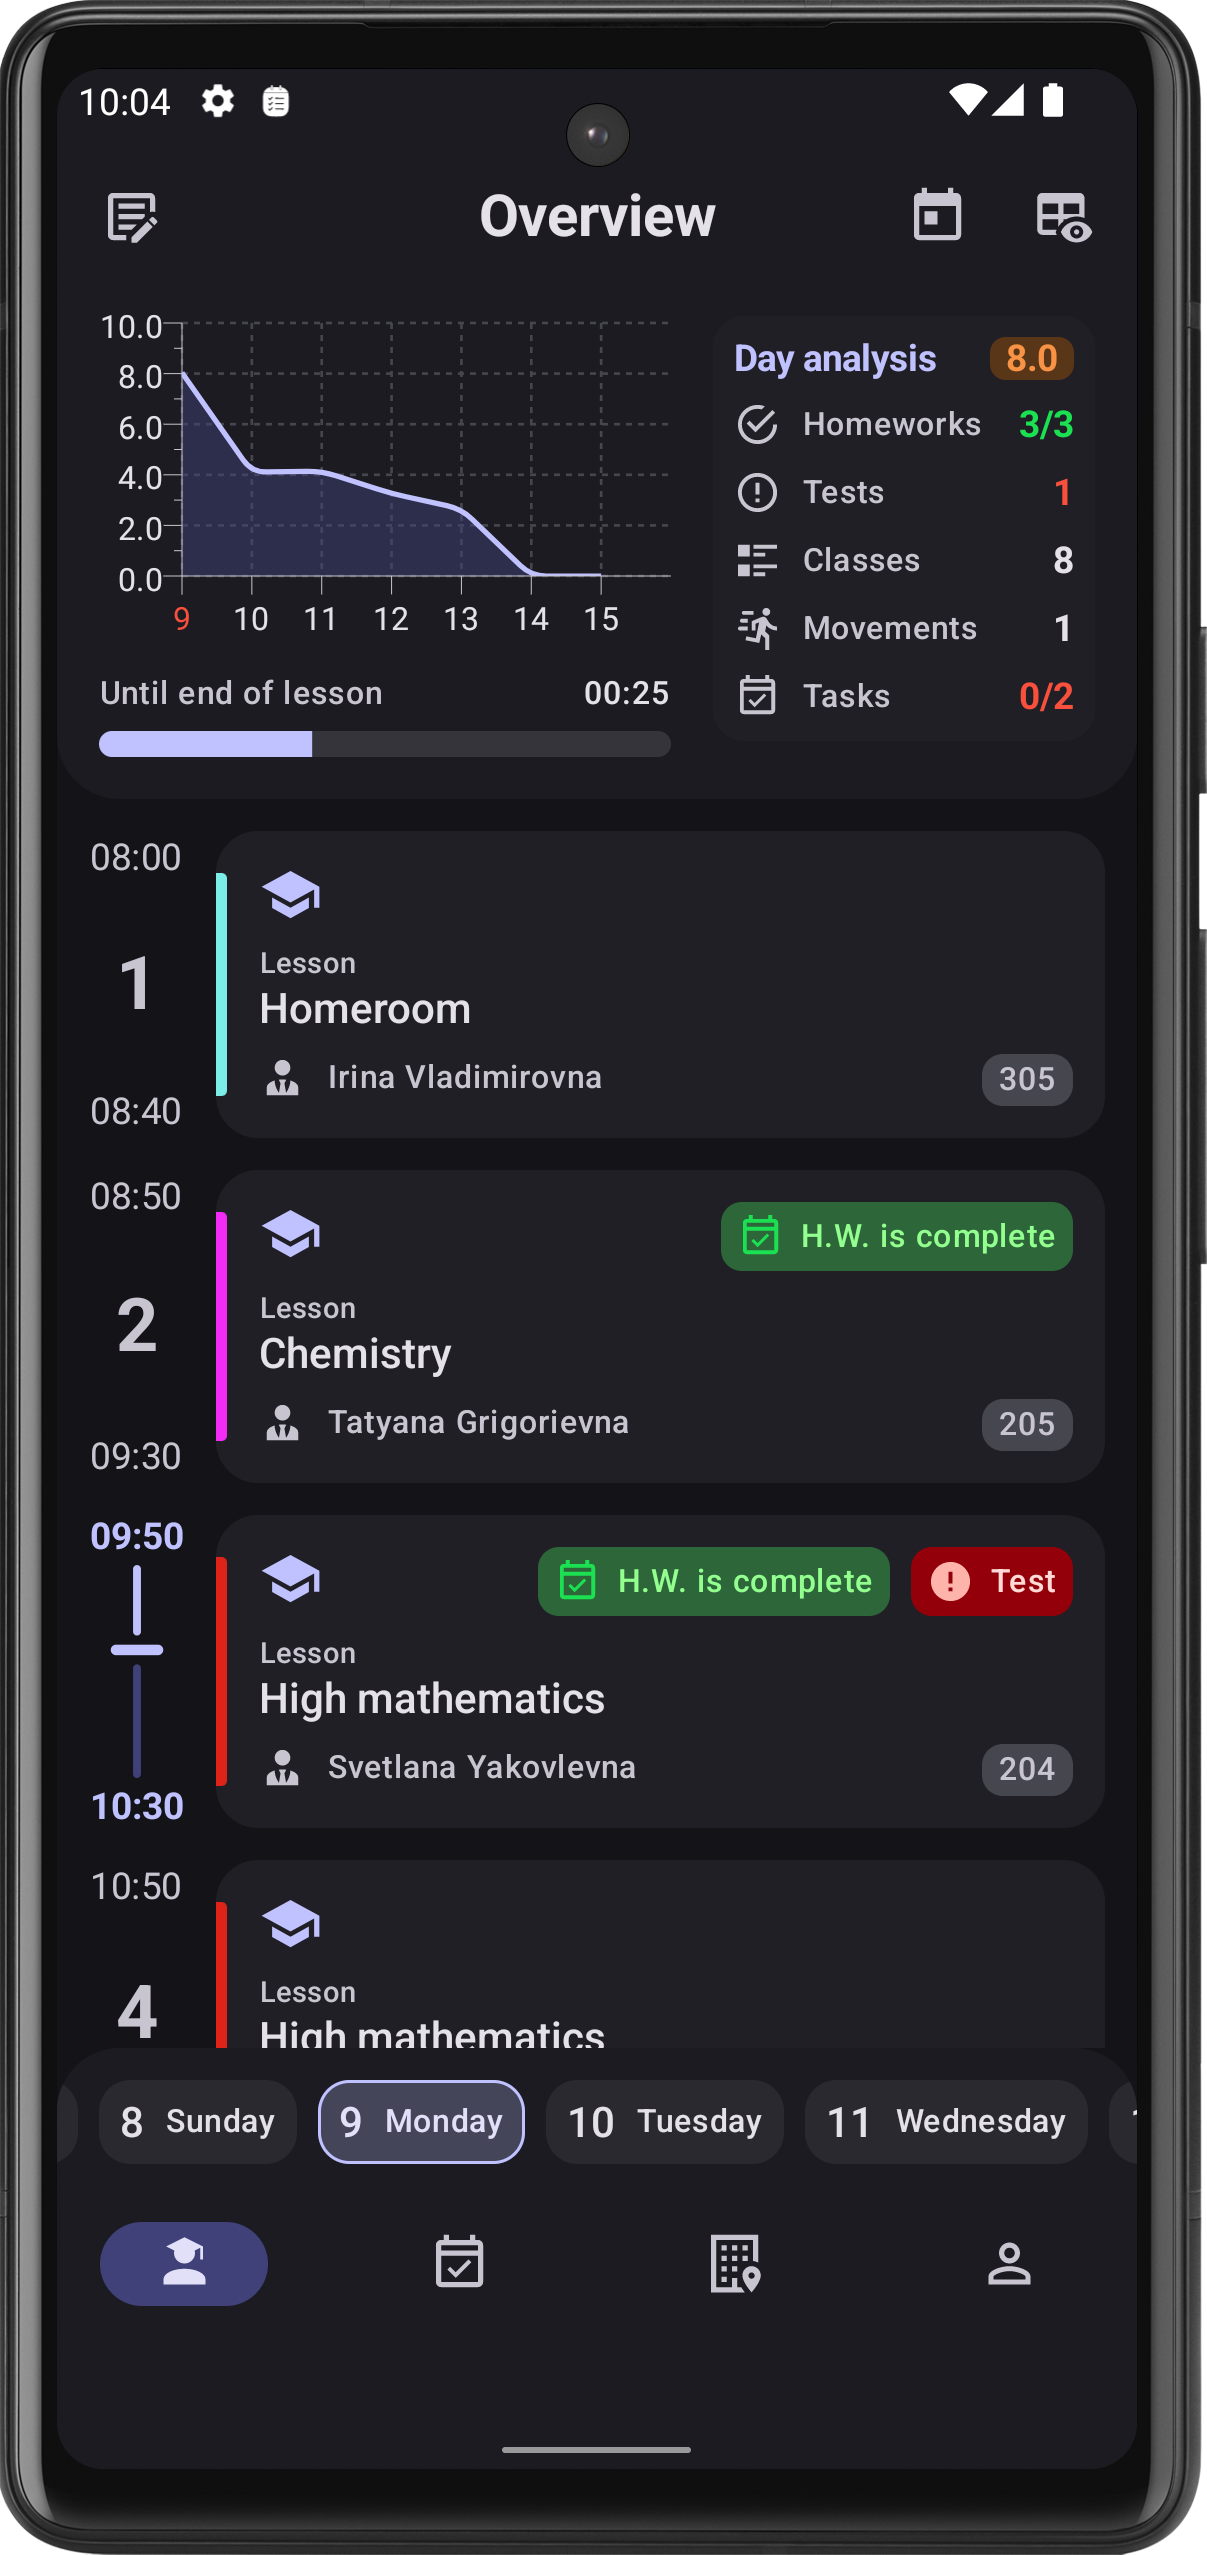 10:04
Overview
10.0
8.0
6.0
4.0
2.0
0.0
9 10 11 12 13 14 15
Until end of lesson 00:25
Day analysis 8.0
Homeworks 3/3
Tests 1
Classes 8
Movements 1
Tasks 0/2
08:00
1
08:40
Lesson
Homeroom
Irina Vladimirovna 305
08:50
2
09:30
H.W. is complete
Lesson
Chemistry
Tatyana Grigorievna 205
09:50
10:30
H.W. is complete Test
Lesson
High mathematics
Svetlana Yakovlevna 204
10:50
4
Lesson
High mathematics
8 Sunday 9 Monday 10 Tuesday 11 Wednesday